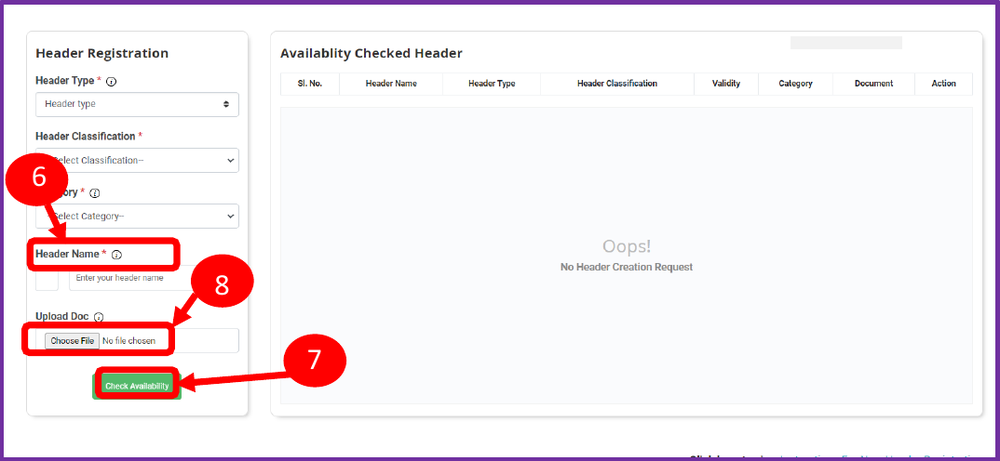 Header Registration
Header Type *
Header type
Header Classification *
Select Classification--
6
*
Select Category--
Header Name *
Enter your header name
8
Upload Doc
Choose File No file chosen
7
Check Availability
Availablity Checked Header
Sl. No. Header Name Header Type Header Classification Validity Category Document Action
Oops!
No Header Creation Request